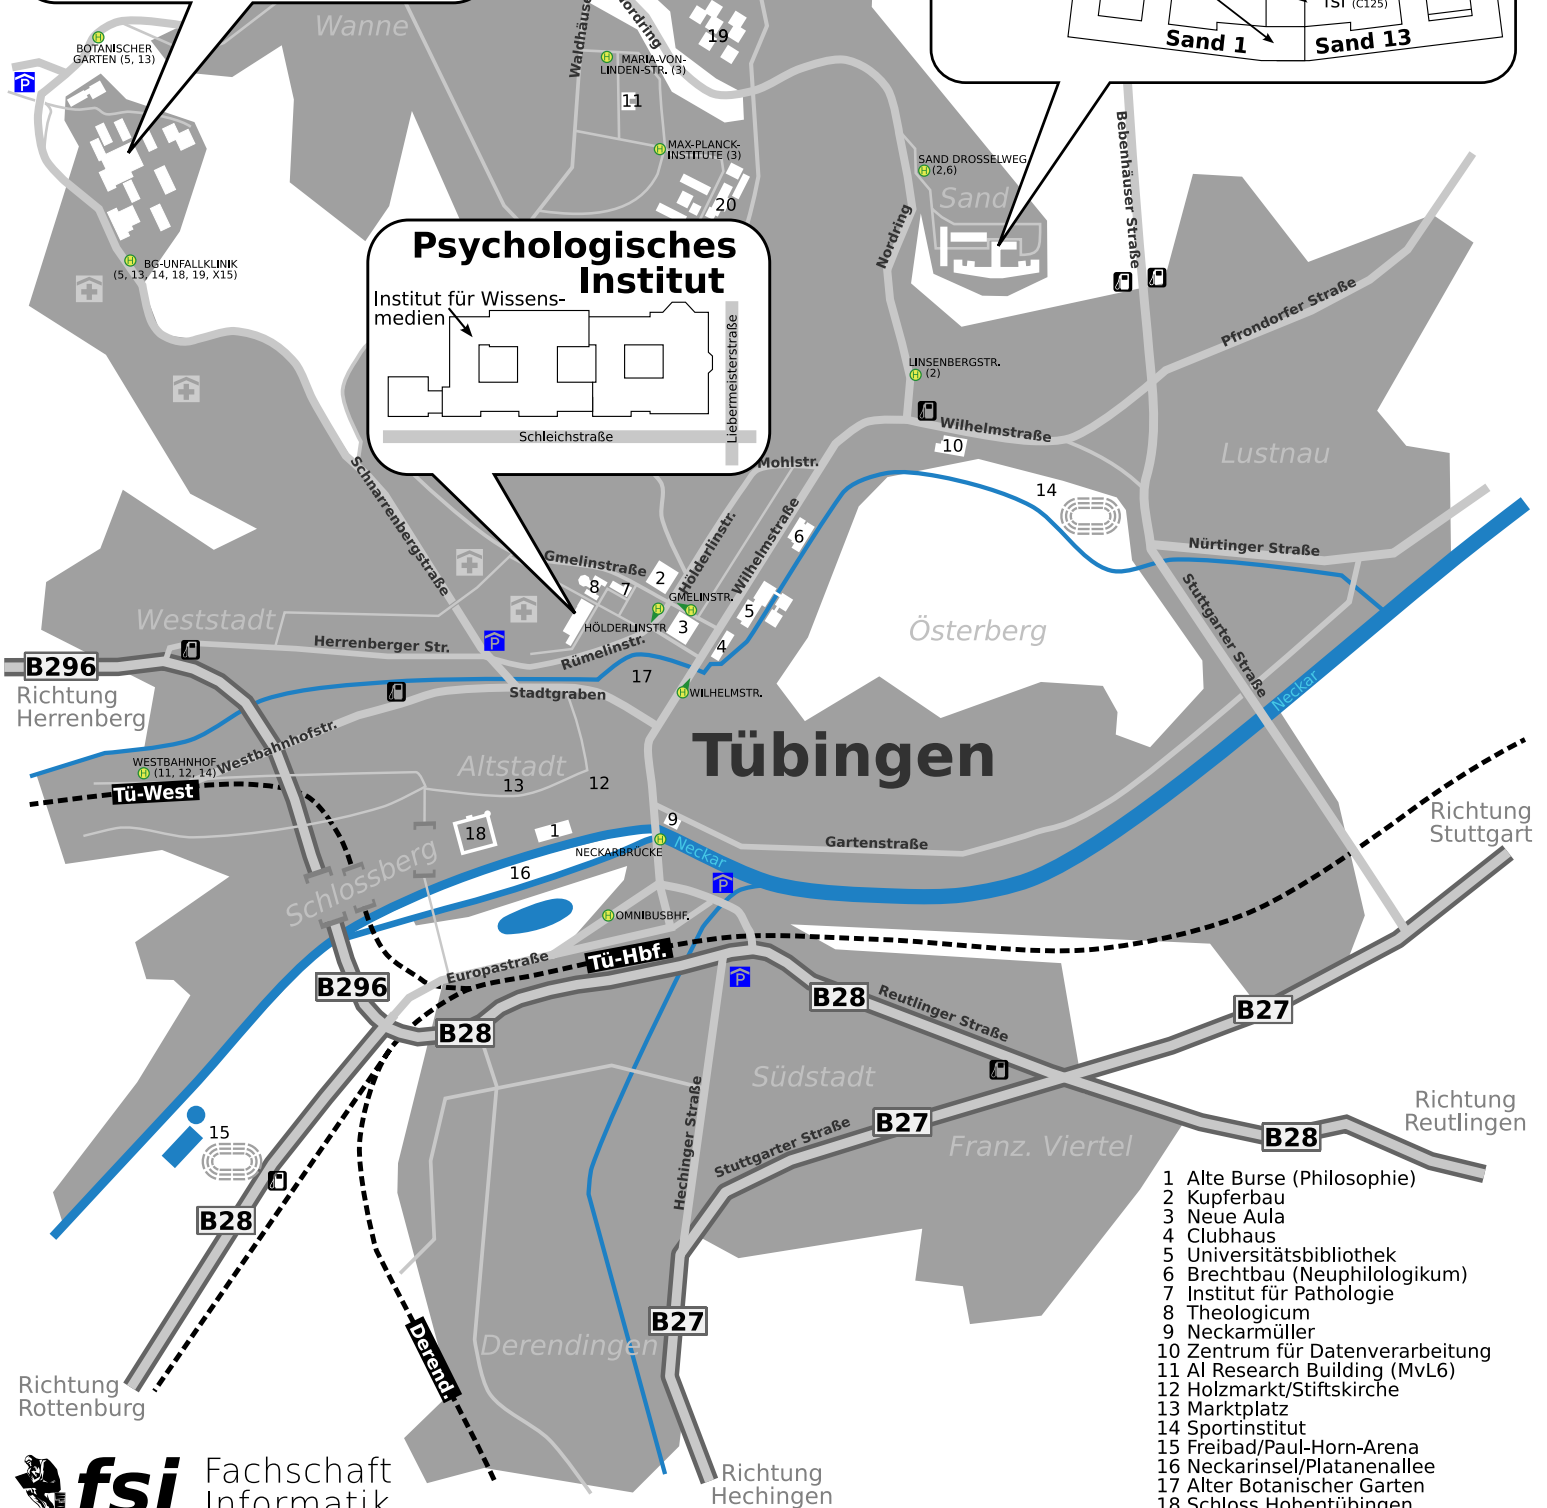 Wanne
Waldhäuser
Nordring
19
fsi (C125)
Sand 1
Sand 13
BOTANISCHER
GARTEN (5, 13)
P
MARIA-VON-
LINDEN-STR. (3)
11
MAX-PLANCK-
INSTITUTE (3)
20
SAND DROSSELWEG
(2,6)
Sand
Nordring
Bebenhäuser Straße
BG-UNFALLKLINIK
(5, 13, 14, 18, 19, X15)
Psychologisches
Institut
Institut für Wissens-
medien
Liebermeisterstraße
Schleichstraße
Pfrondorfer Straße
LINSENBERGSTR.
(2)
Wilhelmstraße
10
Lustnau
Mohlstr.
14
Schnarrenbergstraße
Hölderlinstr.
Wilhelmstraße
6
Nürtinger Straße
Gmelinstraße
2
8
7
GMELINSTR.
HÖLDERLINSTR
3
5
4
Stuttgarter Straße
Weststadt
Herrenberger Str.
P
Rümelinstr.
Österberg
B296
Richtung
Herrenberg
17
Stadtgraben
WILHELMSTR.
Neckar
Westbahnhofstr.
WESTBAHNHOF
(11, 12, 14)
Tü-West
Altstadt
13
12
Tübingen
18
1
9
NECKARBRÜCKE
Neckar
Gartenstraße
Richtung
Stuttgart
Schlossberg
16
P
OMNIBUSBHF.
Europastraße
Tü-Hbf.
P
B296
B28
B28
Reutlinger Straße
B27
Südstadt
Hechinger Straße
Stuttgarter Straße
B27
Franz. Viertel
Richtung
Reutlingen
B28
15
B28
B27
Derendingen
Derend.
Richtung
Rottenburg
Richtung
Hechingen
1 Alte Burse (Philosophie)
2 Kupferbau
3 Neue Aula
4 Clubhaus
5 Universitätsbibliothek
6 Brechtbau (Neuphilologikum)
7 Institut für Pathologie
8 Theologicum
9 Neckarmüller
10 Zentrum für Datenverarbeitung
11 AI Research Building (MvL6)
12 Holzmarkt/Stiftskirche
13 Marktplatz
14 Sportinstitut
15 Freibad/Paul-Horn-Arena
16 Neckarinsel/Platanenallee
17 Alter Botanischer Garten
18 Schloss Hohentübingen
fsi
Fachschaft
Informatik